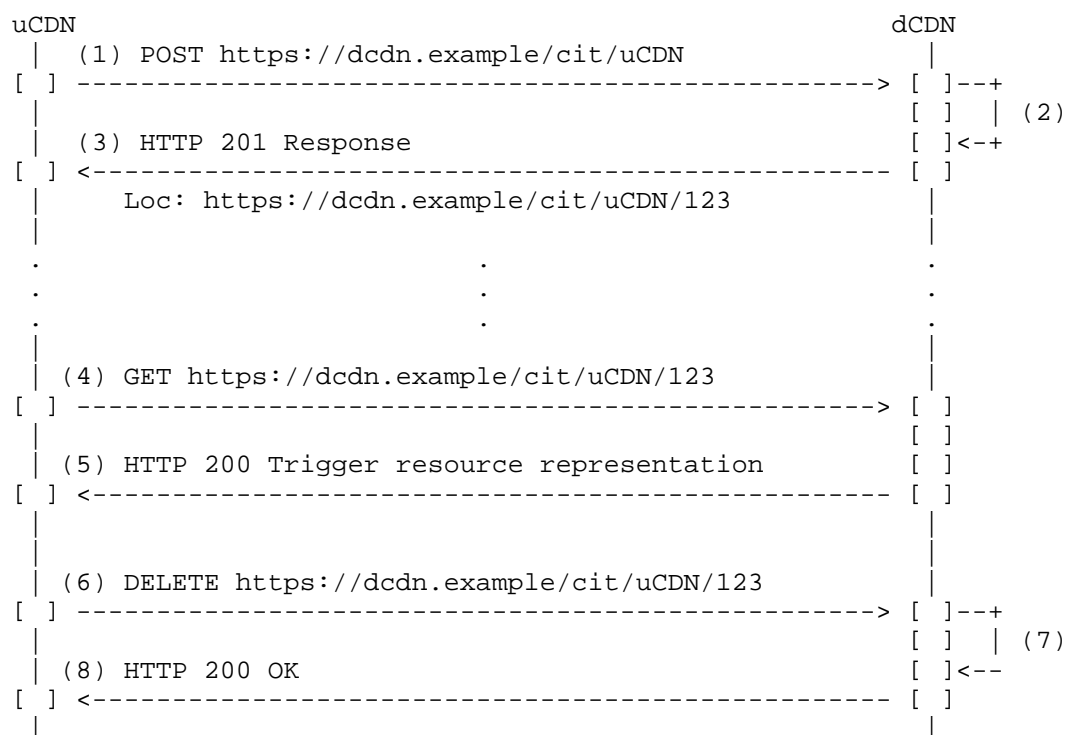 uCDN dCDN
(1) POST https://dcdn.example/cit/uCDN
[ ] --------------------------------------------------> [ ]--+
[ ] | (2)
(3) HTTP 201 Response [ ]<-+
[ ] <-------------------------------------------------- [ ]
Loc: https://dcdn.example/cit/uCDN/123
. . .
. . .
. . .
(4) GET https://dcdn.example/cit/uCDN/123
[ ] --------------------------------------------------> [ ]
[ ]
(5) HTTP 200 Trigger resource representation [ ]
[ ] <-------------------------------------------------- [ ]
(6) DELETE https://dcdn.example/cit/uCDN/123
[ ] --------------------------------------------------> [ ]--+
[ ] | (7)
(8) HTTP 200 OK [ ]<--
[ ] <-------------------------------------------------- [ ]